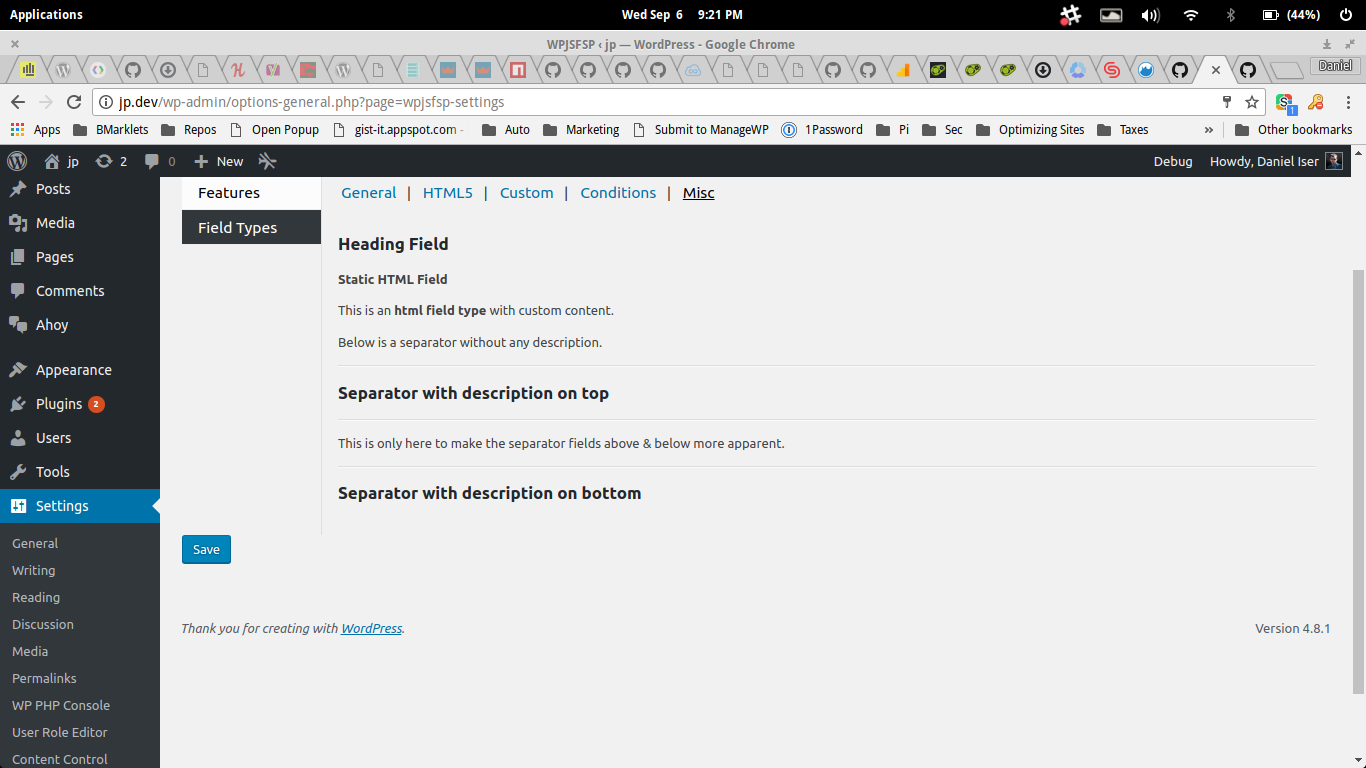 Applications Wed Sep 6 9:21 PM (44%)
WPJSFSP ‹ jp — WordPress - Google Chrome
Daniel
jp.dev/wp-admin/options-general.php?page=wpjsfsp-settings
1
Apps BMarklets Repos Open Popup gist-it.appspot.com - Auto Marketing Submit to ManageWP 1Password Pi Sec Optimizing Sites Taxes » Other bookmarks
jp 2 0 New Debug Howdy, Daniel Iser
Posts
Media
Pages
Comments
Ahoy
Appearance
Plugins 2
Users
Tools
Settings
General
Writing
Reading
Discussion
Media
Permalinks
WP PHP Console
User Role Editor
Content Control
Features
Field Types
General | HTML5 | Custom | Conditions | Misc
Heading Field
Static HTML Field
This is an html field type with custom content.
Below is a separator without any description.
Separator with description on top
This is only here to make the separator fields above & below more apparent.
Separator with description on bottom
Save
Thank you for creating with WordPress.
Version 4.8.1